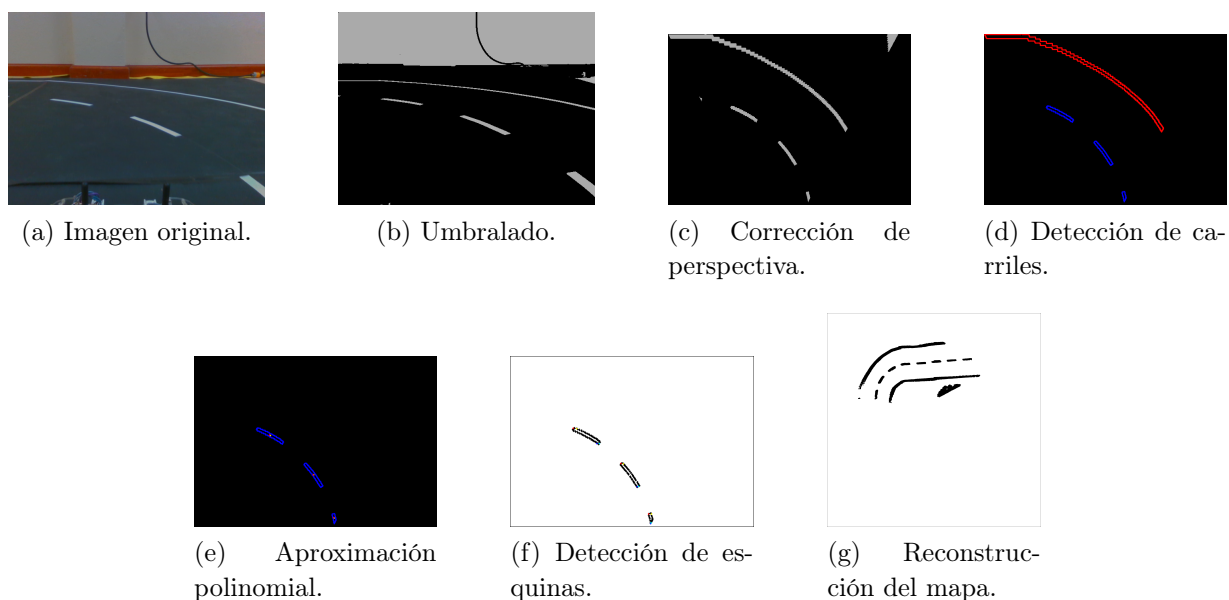 (a) Imagen original.
(b) Umbralado.
(c) Corrección de
perspectiva.
(d) Detección de ca-
rriles.
(e) Aproximación
polinomial.
(f) Detección de es-
quinas.
(g) Reconstruc-
ción del mapa.